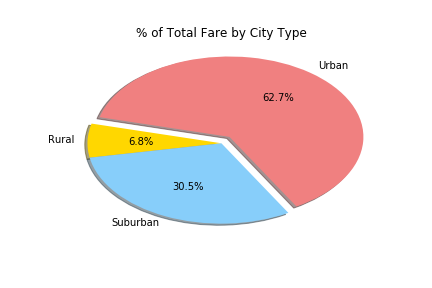 % of Total Fare by City Type
Urban
62.7%
Rural
6.8%
30.5%
Suburban